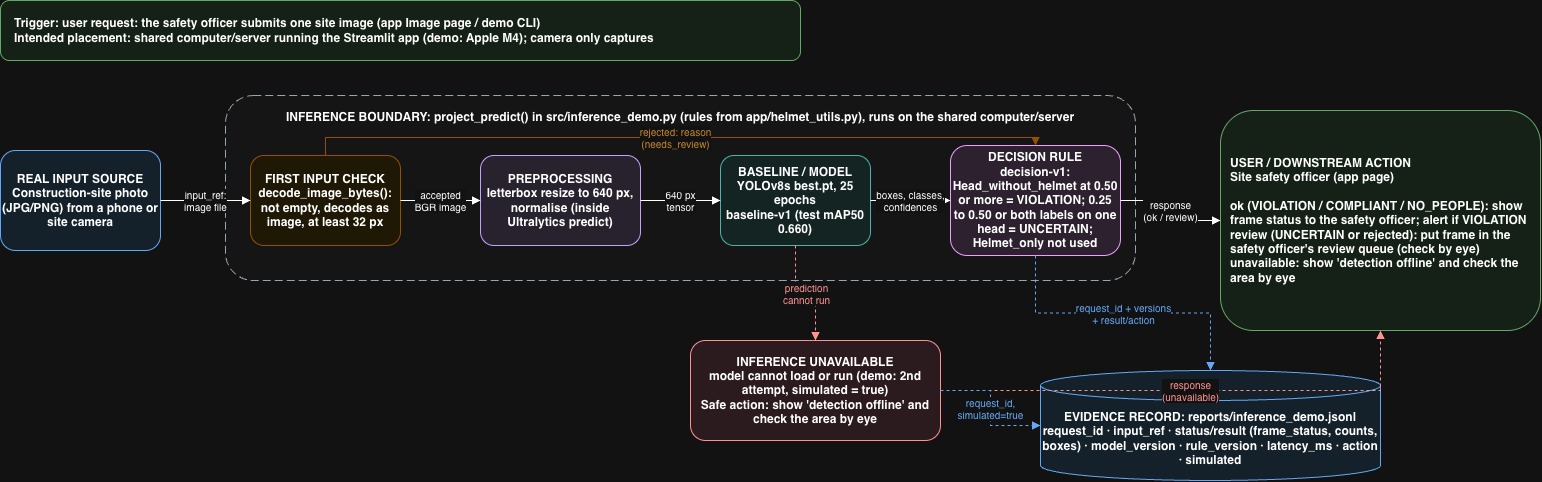 Trigger: user request: the safety officer submits one site image (app Image page / demo CLI)
Intended placement: shared computer/server running the Streamlit app (demo: Apple M4); camera only captures
INFERENCE BOUNDARY: project_predict() in src/inference_demo.py (rules from app/helmet_utils.py), runs on the shared computer/server
rejected: reason
(needs_review)
REAL INPUT SOURCE
Construction-site photo
(JPG/PNG) from a phone or
site camera
input_ref:
image file
FIRST INPUT CHECK
decode_image_bytes():
not empty, decodes as
image, at least 32 px
accepted
BGR image
PREPROCESSING
letterbox resize to 640 px,
normalise (inside
Ultralytics predict)
640 px
tensor
BASELINE / MODEL
YOLOv8s best.pt, 25
epochs
baseline-v1 (test mAP50
0.660)
boxes, classes,
confidences
DECISION RULE
decision-v1:
Head_without_helmet at 0.50
or more = VIOLATION; 0.25
to 0.50 or both labels on one
head = UNCERTAIN;
Helmet_only not used
response
(ok / review)
USER / DOWNSTREAM ACTION
Site safety officer (app page)
ok (VIOLATION / COMPLIANT / NO_PEOPLE): show
frame status to the safety officer; alert if VIOLATION
review (UNCERTAIN or rejected): put frame in the
safety officer's review queue (check by eye)
unavailable: show 'detection offline' and check the
area by eye
prediction
cannot run
request_id + versions
+ result/action
INFERENCE UNAVAILABLE
model cannot load or run (demo: 2nd
attempt, simulated = true)
Safe action: show 'detection offline' and
check the area by eye
request_id,
simulated=true
response
(unavailable)
EVIDENCE RECORD: reports/inference_demo.jsonl
request_id · input_ref · status/result (frame_status, counts,
boxes) · model_version · rule_version · latency_ms · action
· simulated